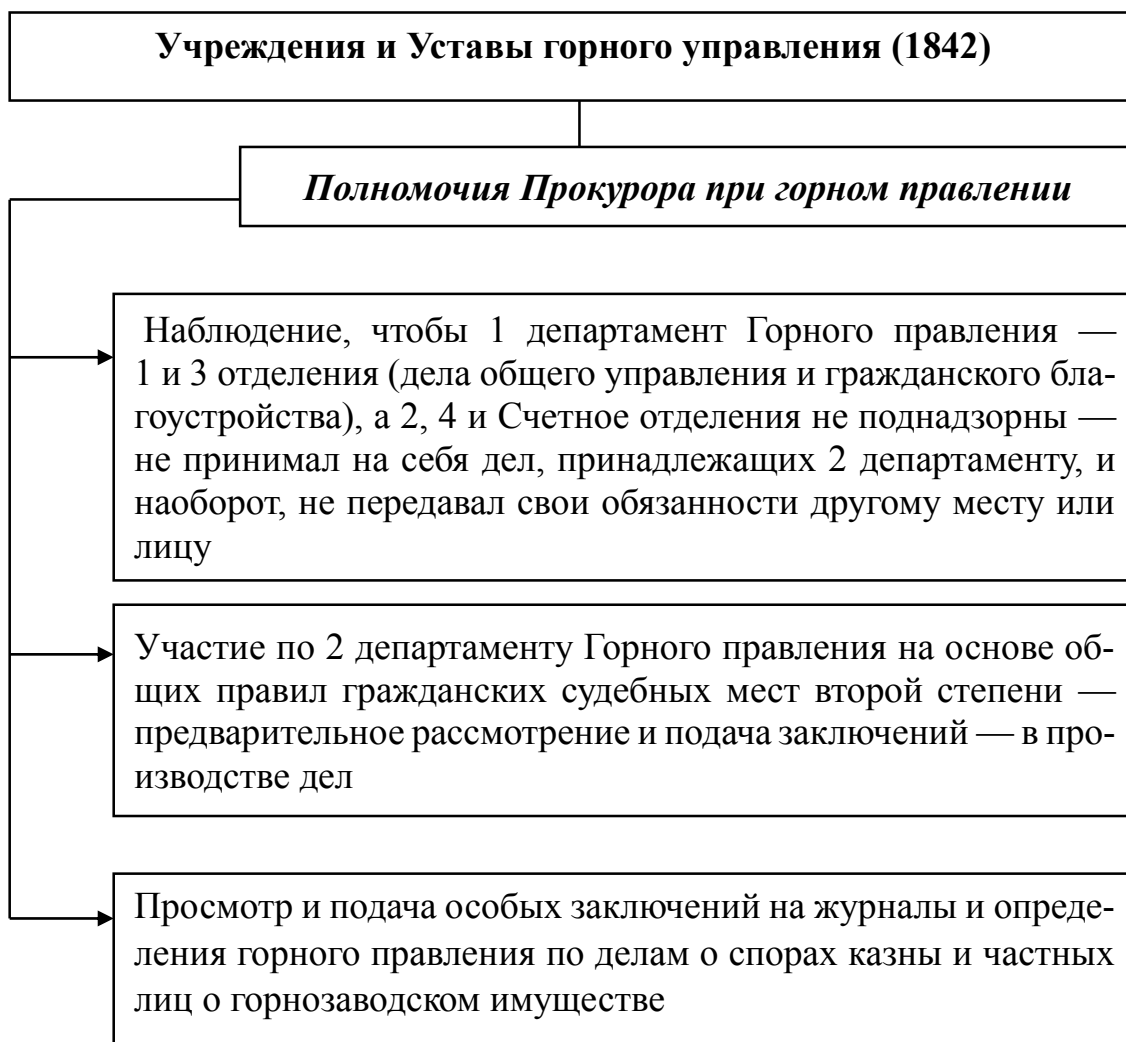 Учреждения и Уставы горного управления (1842)
Полномочия Прокурора при горном правлении
Наблюдение, чтобы 1 департамент Горного правления —
1 и 3 отделения (дела общего управления и гражданского бла-
гоустройства), а 2, 4 и Счетное отделения не поднадзорны —
не принимал на себя дел, принадлежащих 2 департаменту, и
наоборот, не передавал свои обязанности другому месту или
лицу
Участие по 2 департаменту Горного правления на основе об-
щих правил гражданских судебных мест второй степени —
предварительное рассмотрение и подача заключений — в про-
изводстве дел
Просмотр и подача особых заключений на журналы и опреде-
ления горного правления по делам о спорах казны и частных
лиц о горнозаводском имуществе